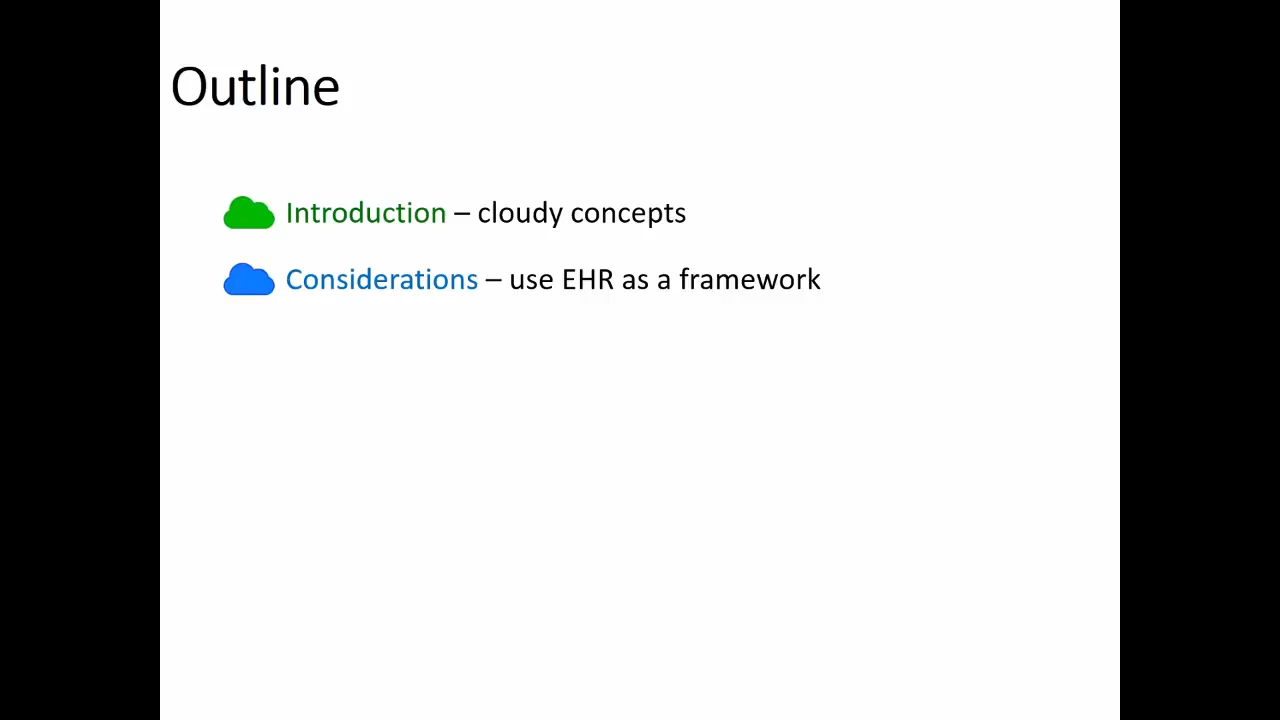 Outline
Introduction – cloudy concepts
Considerations – use EHR as a framework